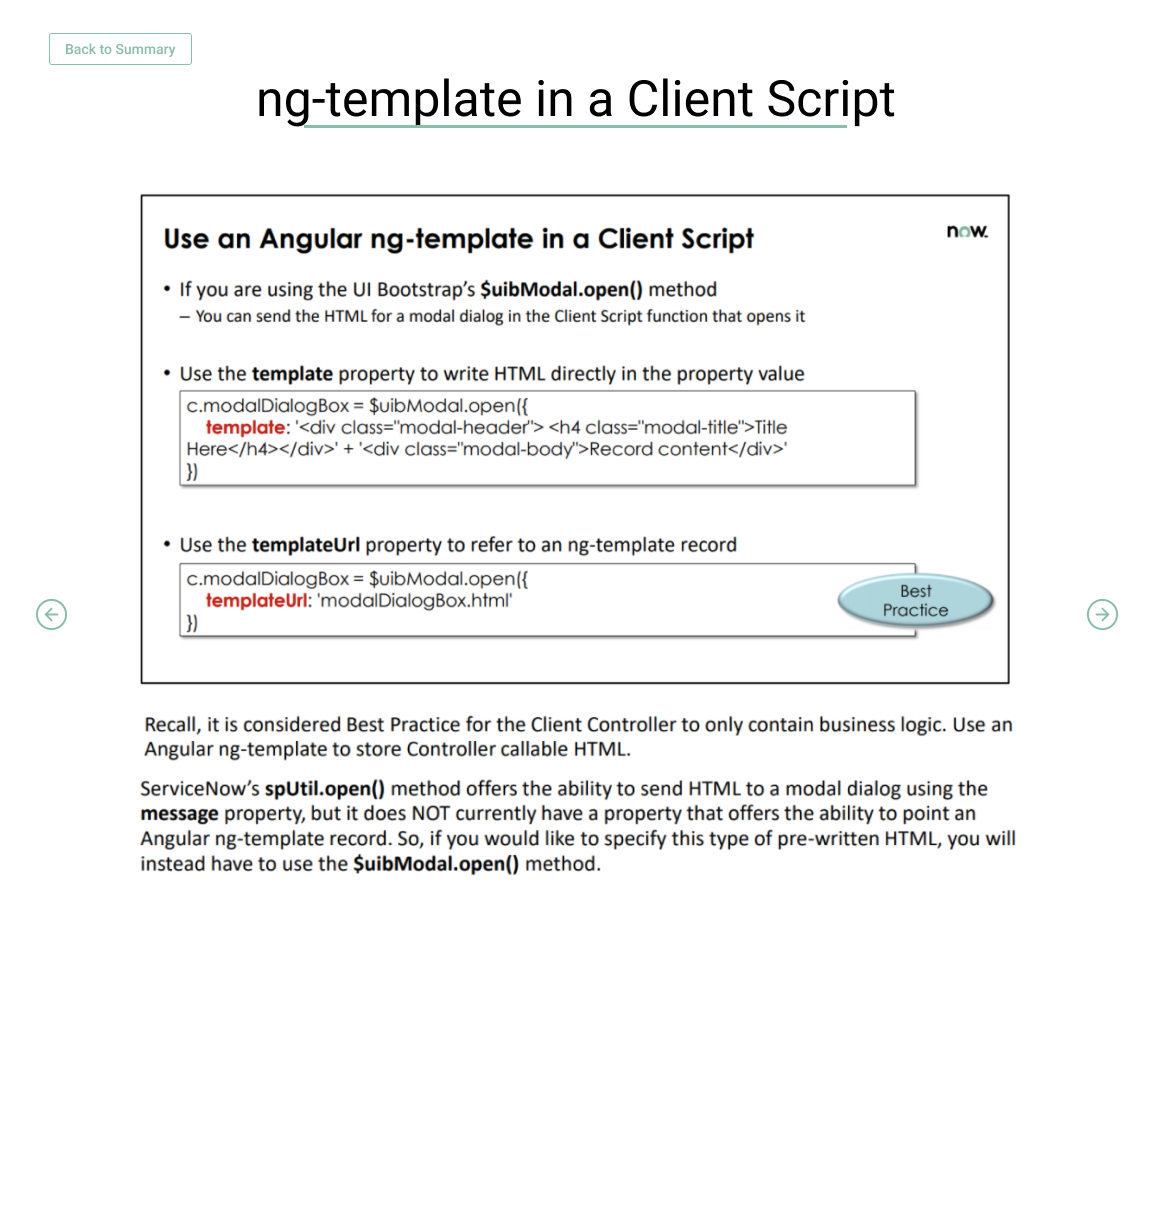 Back to Summary
ng-template in a Client Script
Use an Angular ng-template in a Client Script
now.
• If you are using the UI Bootstrap's $uibModal.open() method
– You can send the HTML for a modal dialog in the Client Script function that opens it
• Use the template property to write HTML directly in the property value
c.modalDialogBox = $uibModal.open({
template: '<div class="modal-header"> <h4 class="modal-title">Title
Here</h4></div>' + '<div class="modal-body">Record content</div>'
})
• Use the templateUrl property to refer to an ng-template record
c.modalDialogBox = $uibModal.open({
templateUrl: 'modalDialogBox.html'
})
Best
Practice
Recall, it is considered Best Practice for the Client Controller to only contain business logic. Use an
Angular ng-template to store Controller callable HTML.
ServiceNow's spUtil.open() method offers the ability to send HTML to a modal dialog using the
message property, but it does NOT currently have a property that offers the ability to point an
Angular ng-template record. So, if you would like to specify this type of pre-written HTML, you will
instead have to use the $uibModal.open() method.